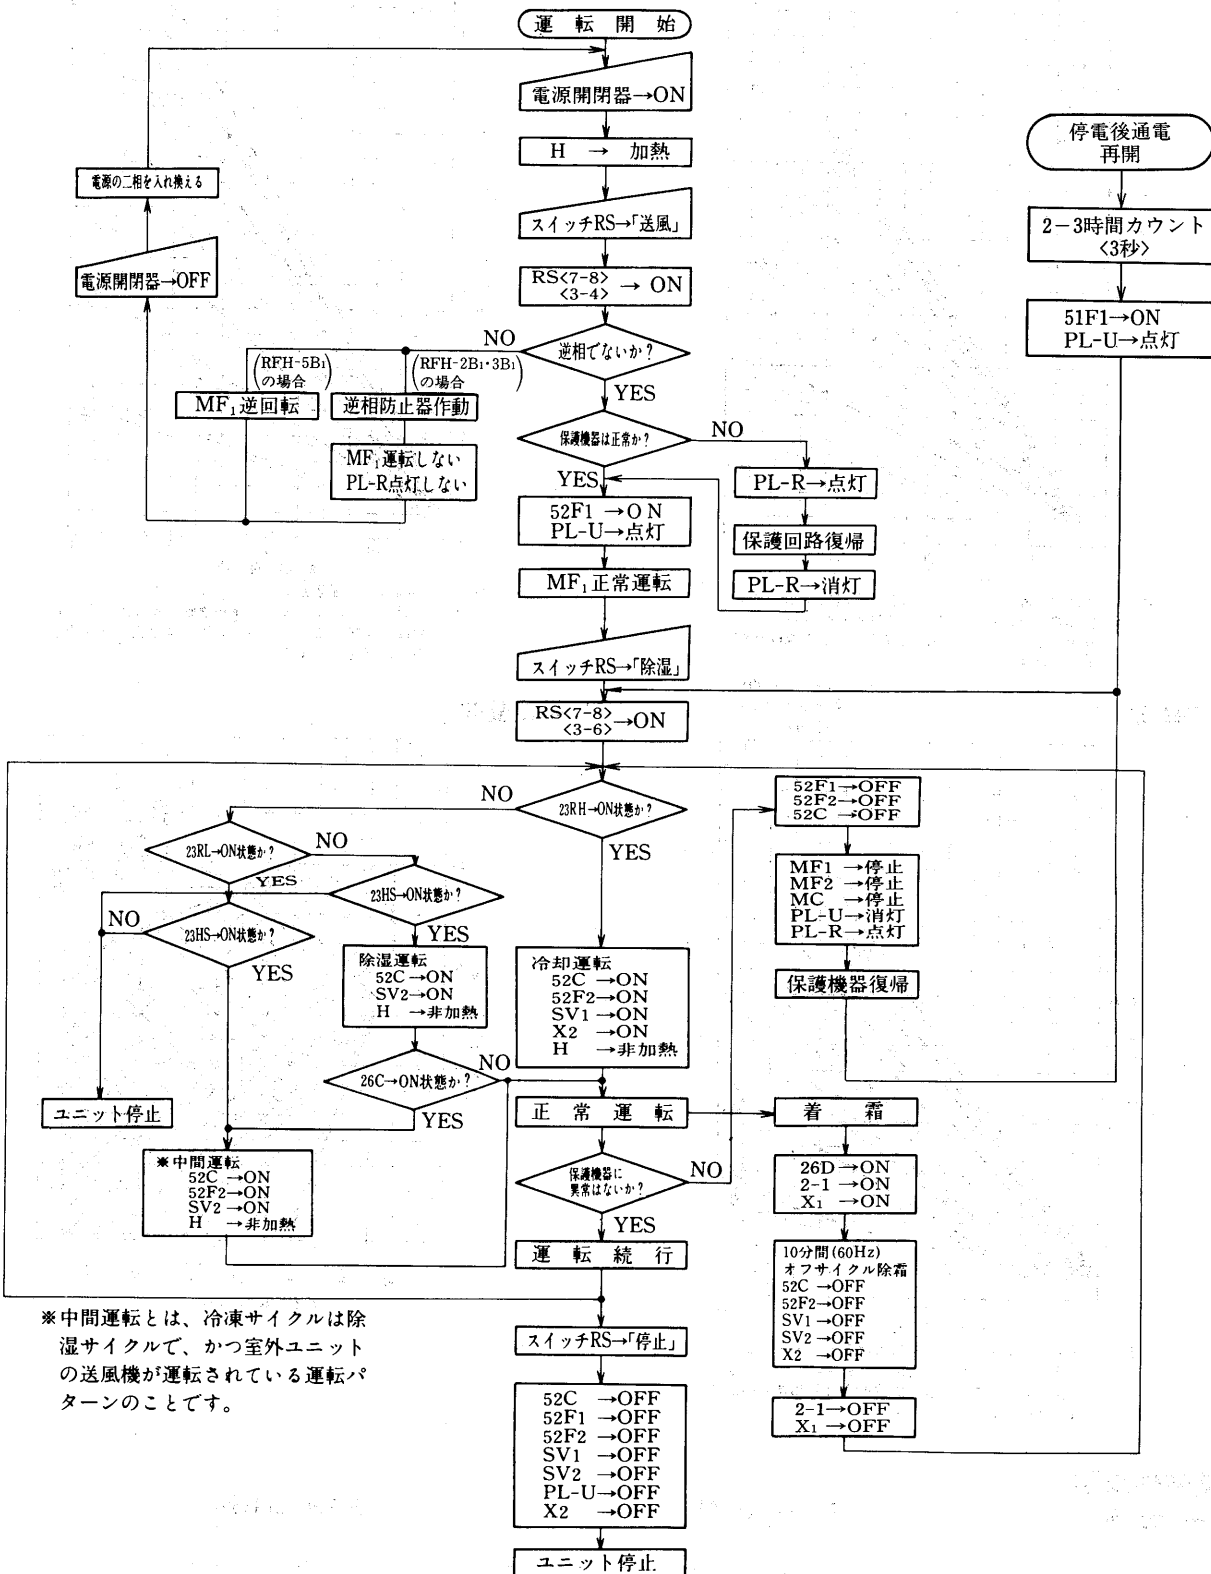 運転開始
電源開閉器→ON
H → 加熱
スイッチRS→「送風」
RS<7-8>
<3-4> → ON
逆相でないか?
NO
YES
(RFH-5B₁の場合)
(RFH-2B₁・3B₁の場合)
MF₁逆回転
逆相防止器作動
MF₁運転しない
PL-R点灯しない
電源開閉器→OFF
電源の二相を入れ換える
保護機器は正常か?
NO
YES
PL-R→点灯
保護回路復帰
PL-R→消灯
52F1→ON
PL-U→点灯
MF₁正常運転
スイッチRS→「除湿」
RS<7-8>
<3-6> →ON
停電後通電
再開
2-3時間カウント
<3秒>
51F1→ON
PL-U→点灯
23RH→ON状態か?
NO
YES
23RL→ON状態か?
NO
YES
23HS→ON状態か?
YES
23HS→ON状態か?
NO
YES
除湿運転
52C→ON
SV2→ON
H →非加熱
26C→ON状態か?
NO
YES
ユニット停止
※中間運転
52C →ON
52F2→ON
SV2→ON
H →非加熱
冷却運転
52C→ON
52F2→ON
SV1→ON
X2 →ON
H →非加熱
正常運転
保護機器に
異常はないか?
NO
YES
運転続行
52F1→OFF
52F2→OFF
52C →OFF
MF1→停止
MF2→停止
MC →停止
PL-U→消灯
PL-R→点灯
保護機器復帰
着霜
26D→ON
2-1→ON
X₁→ON
10分間(60Hz)
オフサイクル除霜
52C→OFF
52F2→OFF
SV1→OFF
SV2→OFF
X2→OFF
2-1→OFF
X₁→OFF
スイッチRS→「停止」
52C →OFF
52F1→OFF
52F2→OFF
SV1→OFF
SV2→OFF
PL-U→OFF
X2 →OFF
ユニット停止
※中間運転とは、冷凍サイクルは除
湿サイクルで、かつ室外ユニット
の送風機が運転されている運転パ
ターンのことです。